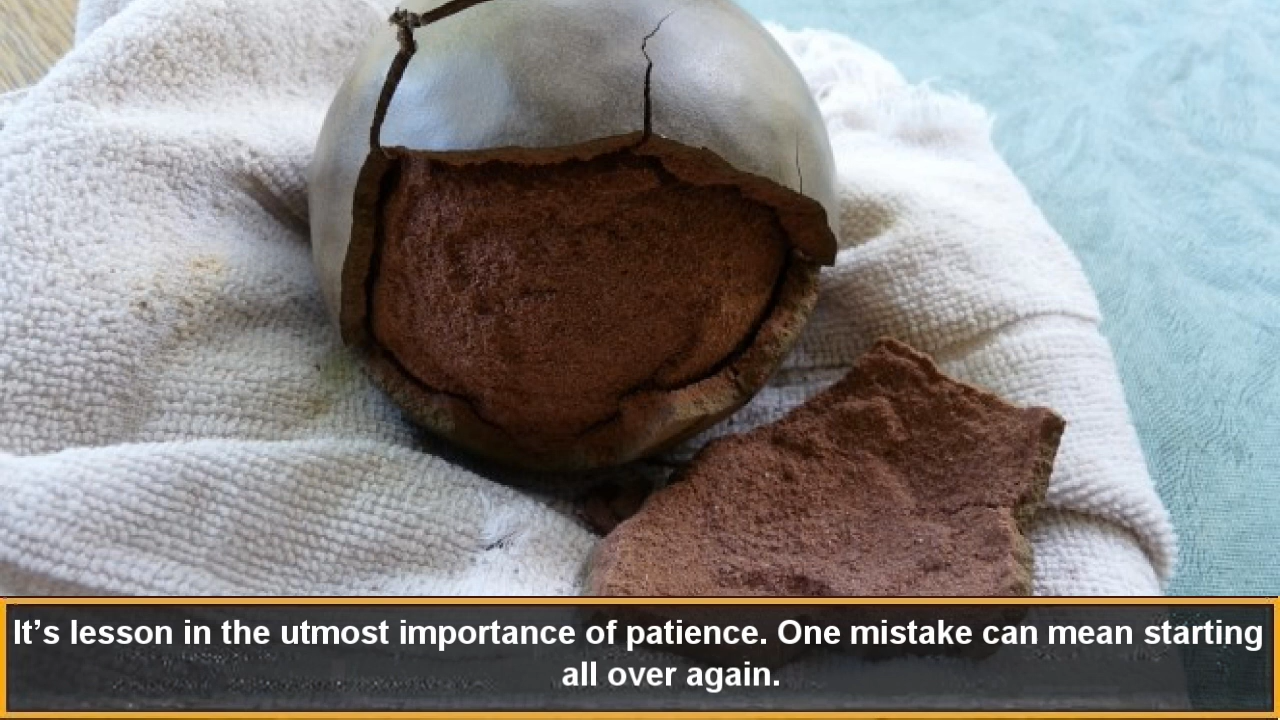 It’s lesson in the utmost importance of patience. One mistake can mean starting
all over again.